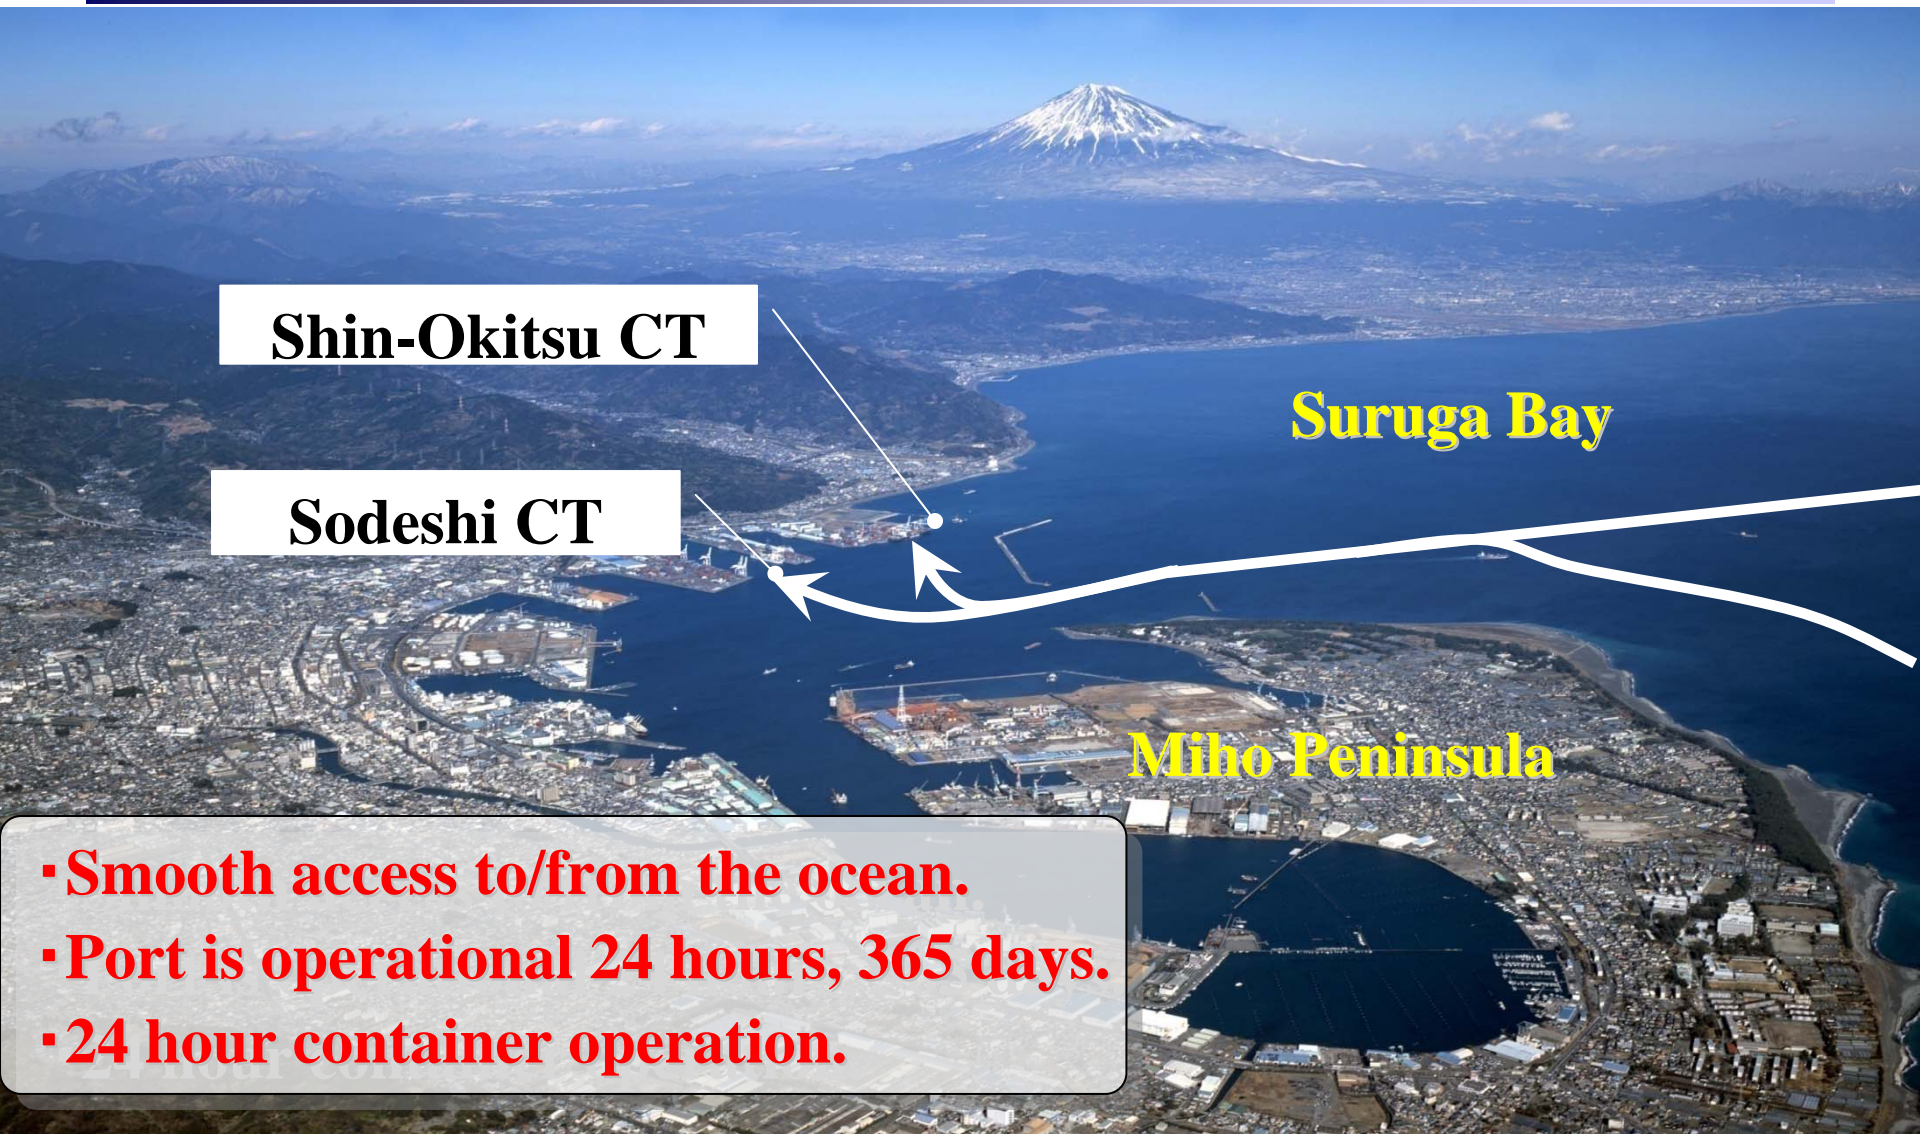 Shin-Okitsu CT
Suruga Bay
Sodeshi CT
Miho Peninsula
・Smooth access to/from the ocean.
・Port is operational 24 hours, 365 days.
・24 hour container operation.